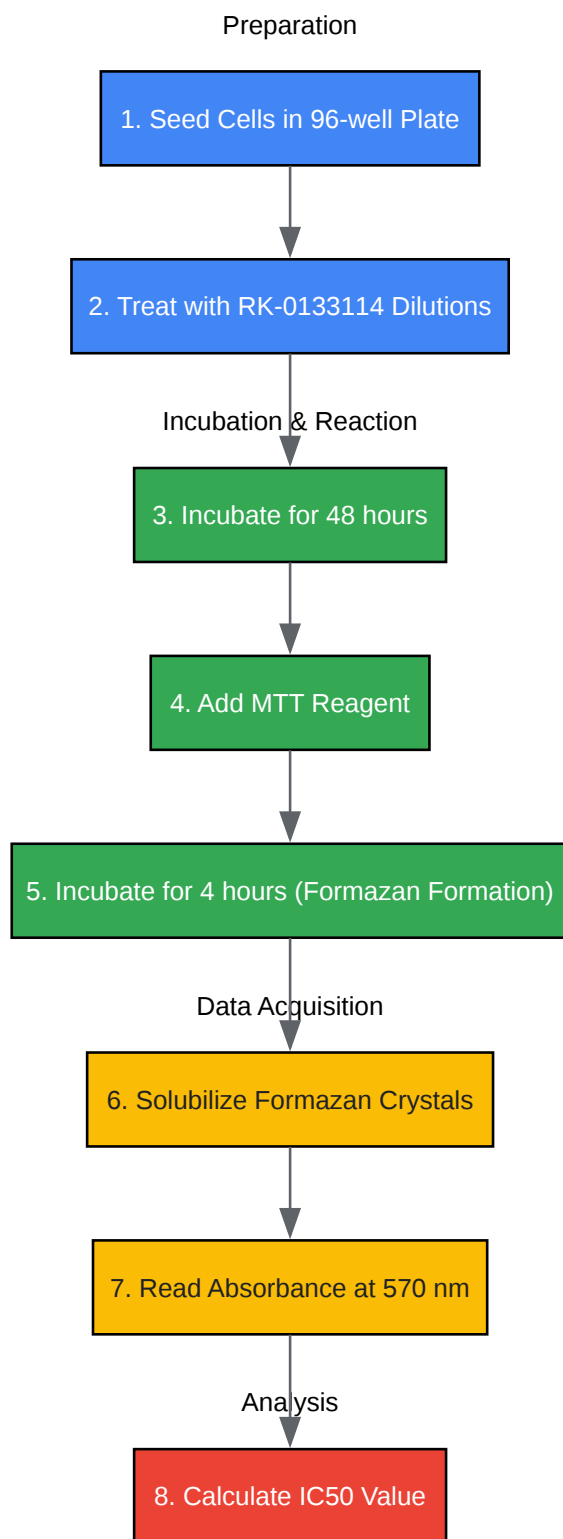 Preparation
1. Seed Cells in 96-well Plate
2. Treat with RK-0133114 Dilutions
Incubation & Reaction
3. Incubate for 48 hours
4. Add MTT Reagent
5. Incubate for 4 hours (Formazan Formation)
Data Acquisition
6. Solubilize Formazan Crystals
7. Read Absorbance at 570 nm
Analysis
8. Calculate IC50 Value